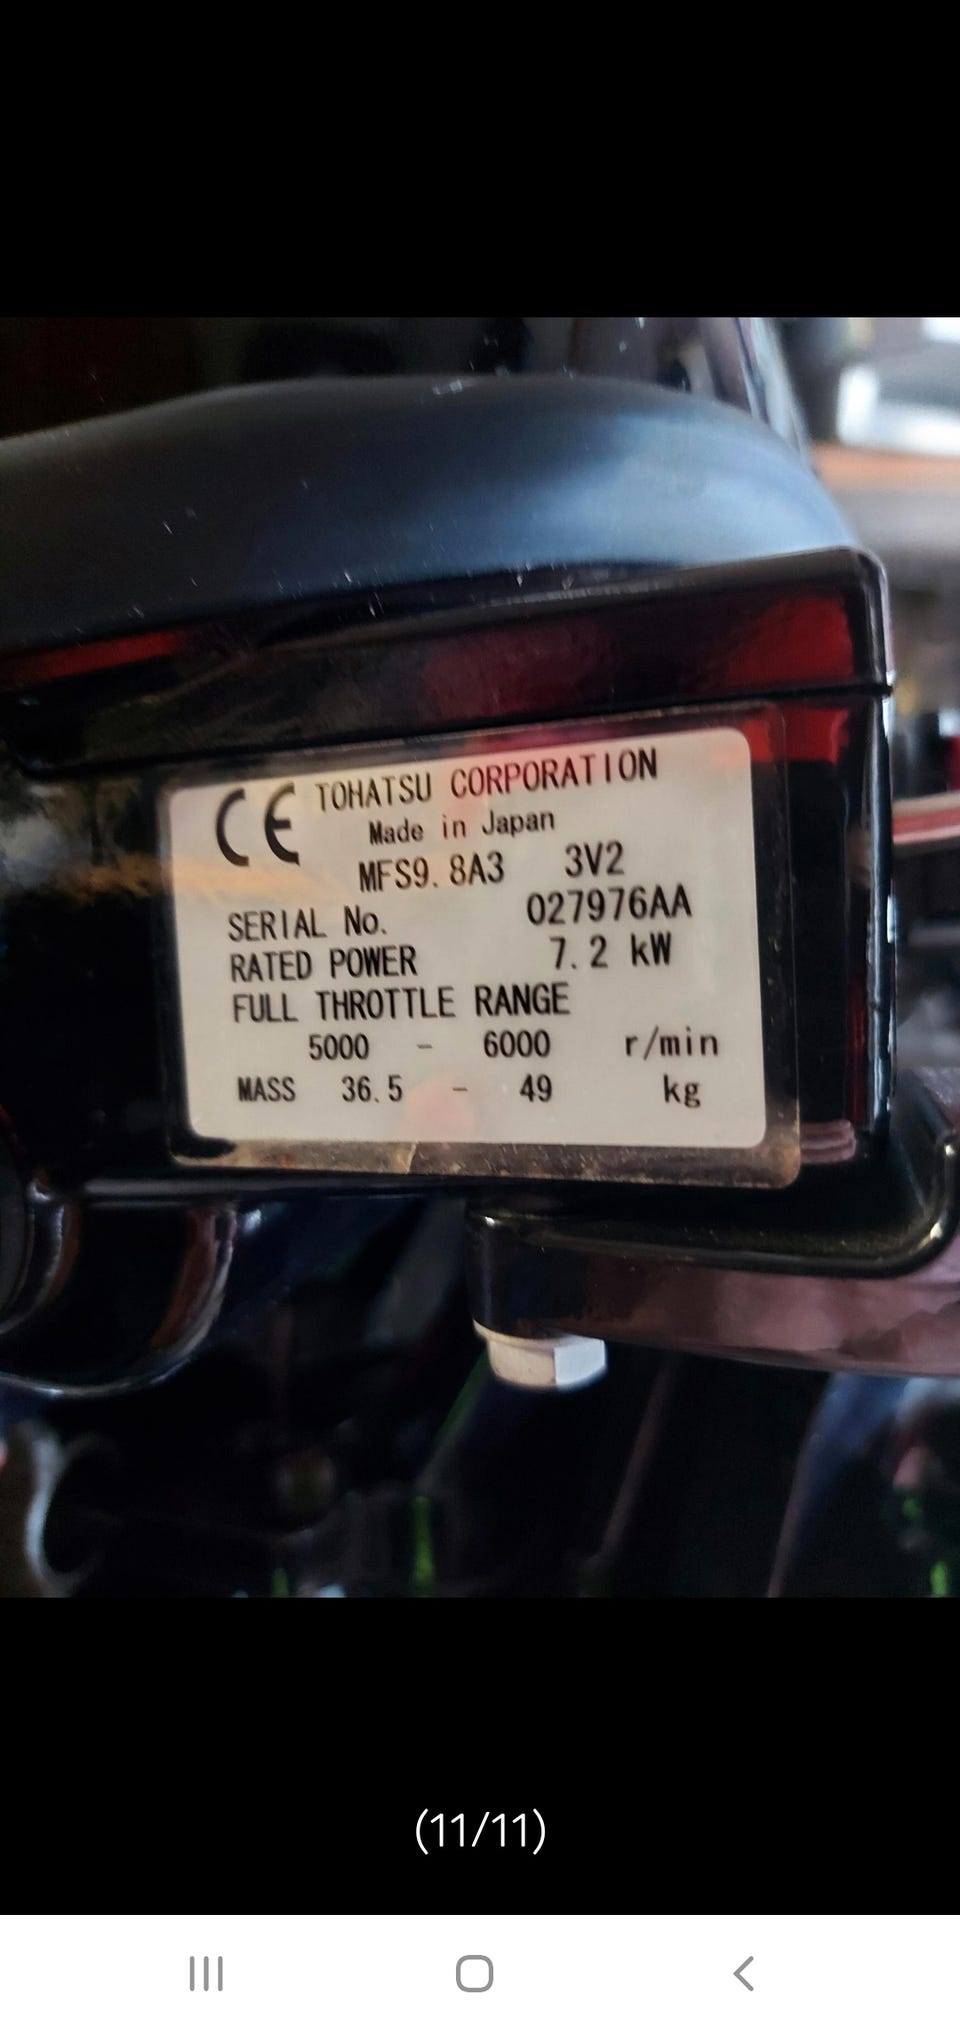 CE TOHATSU CORPORATION
Made in Japan
MFS9.8A3 3V2
SERIAL No. 027976AA
RATED POWER 7.2 kW
FULL THROTTLE RANGE
5000 - 6000 r/min
MASS 36.5 - 49 kg
(11/11)